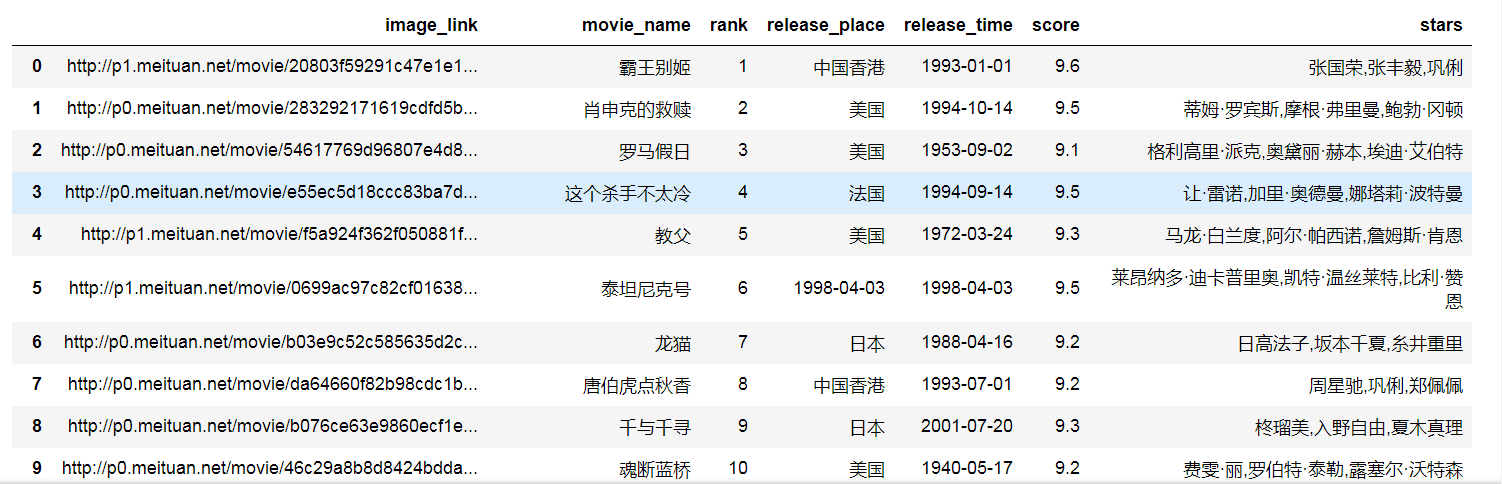 image_link movie_name rank release_place release_time score stars
0 http://p1.meituan.net/movie/20803f59291c47e1e1... 霸王别姬 1 中国香港 1993-01-01 9.6 张国荣,张丰毅,巩俐
1 http://p0.meituan.net/movie/283292171619cdfd5b... 肖申克的救赎 2 美国 1994-10-14 9.5 蒂姆·罗宾斯,摩根·弗里曼,鲍勃·冈顿
2 http://p0.meituan.net/movie/54617769d96807e4d8... 罗马假日 3 美国 1953-09-02 9.1 格利高里·派克,奥黛丽·赫本,埃迪·艾伯特
3 http://p0.meituan.net/movie/e55ec5d18ccc83ba7d... 这个杀手不太冷 4 法国 1994-09-14 9.5 让·雷诺,加里·奥德曼,娜塔莉·波特曼
4 http://p1.meituan.net/movie/f5a924f362f050881f... 教父 5 美国 1972-03-24 9.3 马龙·白兰度,阿尔·帕西诺,詹姆斯·肯恩
5 http://p1.meituan.net/movie/0699ac97c82cf01638... 泰坦尼克号 6 1998-04-03 1998-04-03 9.5 莱昂纳多·迪卡普里奥,凯特·温丝莱特,比利·赞
恩
6 http://p0.meituan.net/movie/b03e9c52c585635d2c... 龙猫 7 日本 1988-04-16 9.2 日高法子,坂本千夏,糸井重里
7 http://p0.meituan.net/movie/da64660f82b98cdc1b... 唐伯虎点秋香 8 中国香港 1993-07-01 9.2 周星驰,巩俐,郑佩佩
8 http://p0.meituan.net/movie/b076ce63e9860ecf1e... 千与千寻 9 日本 2001-07-20 9.3 柊瑠美,入野自由,夏木真理
9 http://p0.meituan.net/movie/46c29a8b8d8424bdda... 魂断蓝桥 10 美国 1940-05-17 9.2 费雯·丽,罗伯特·泰勒,露塞尔·沃特森